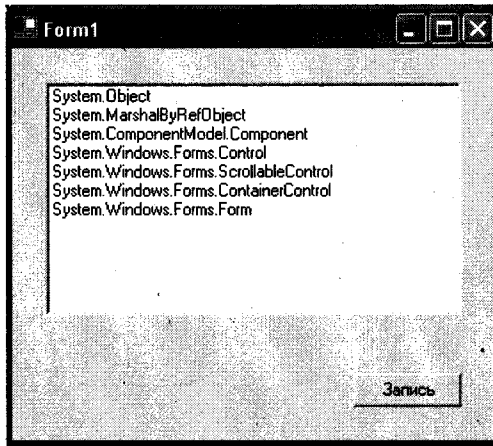 Form1
System.Object
System.MarshalByRefObject
System.ComponentModel.Component
System.Windows.Forms.Control
System.Windows.Forms.ScrollableControl
System.Windows.Forms.ContainerControl
System.Windows.Forms.Form
Запись